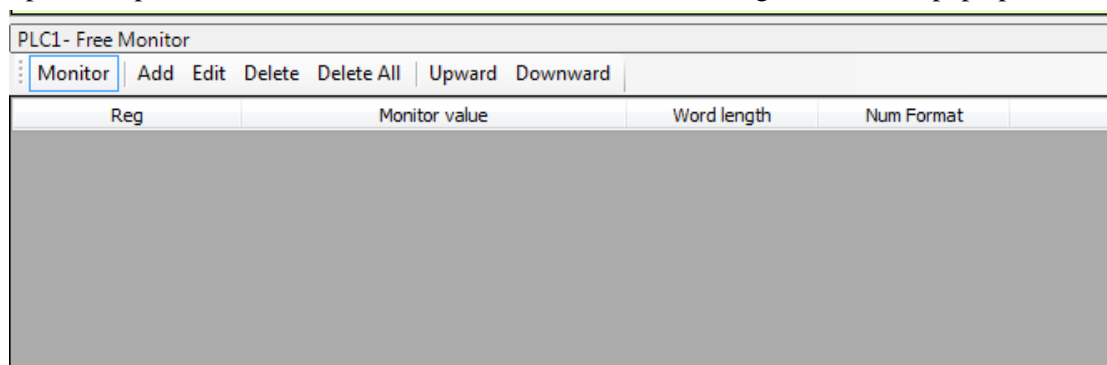 PLC1- Free Monitor
Monitor Add Edit Delete Delete All Upward Downward
Reg Monitor value Word length Num Format